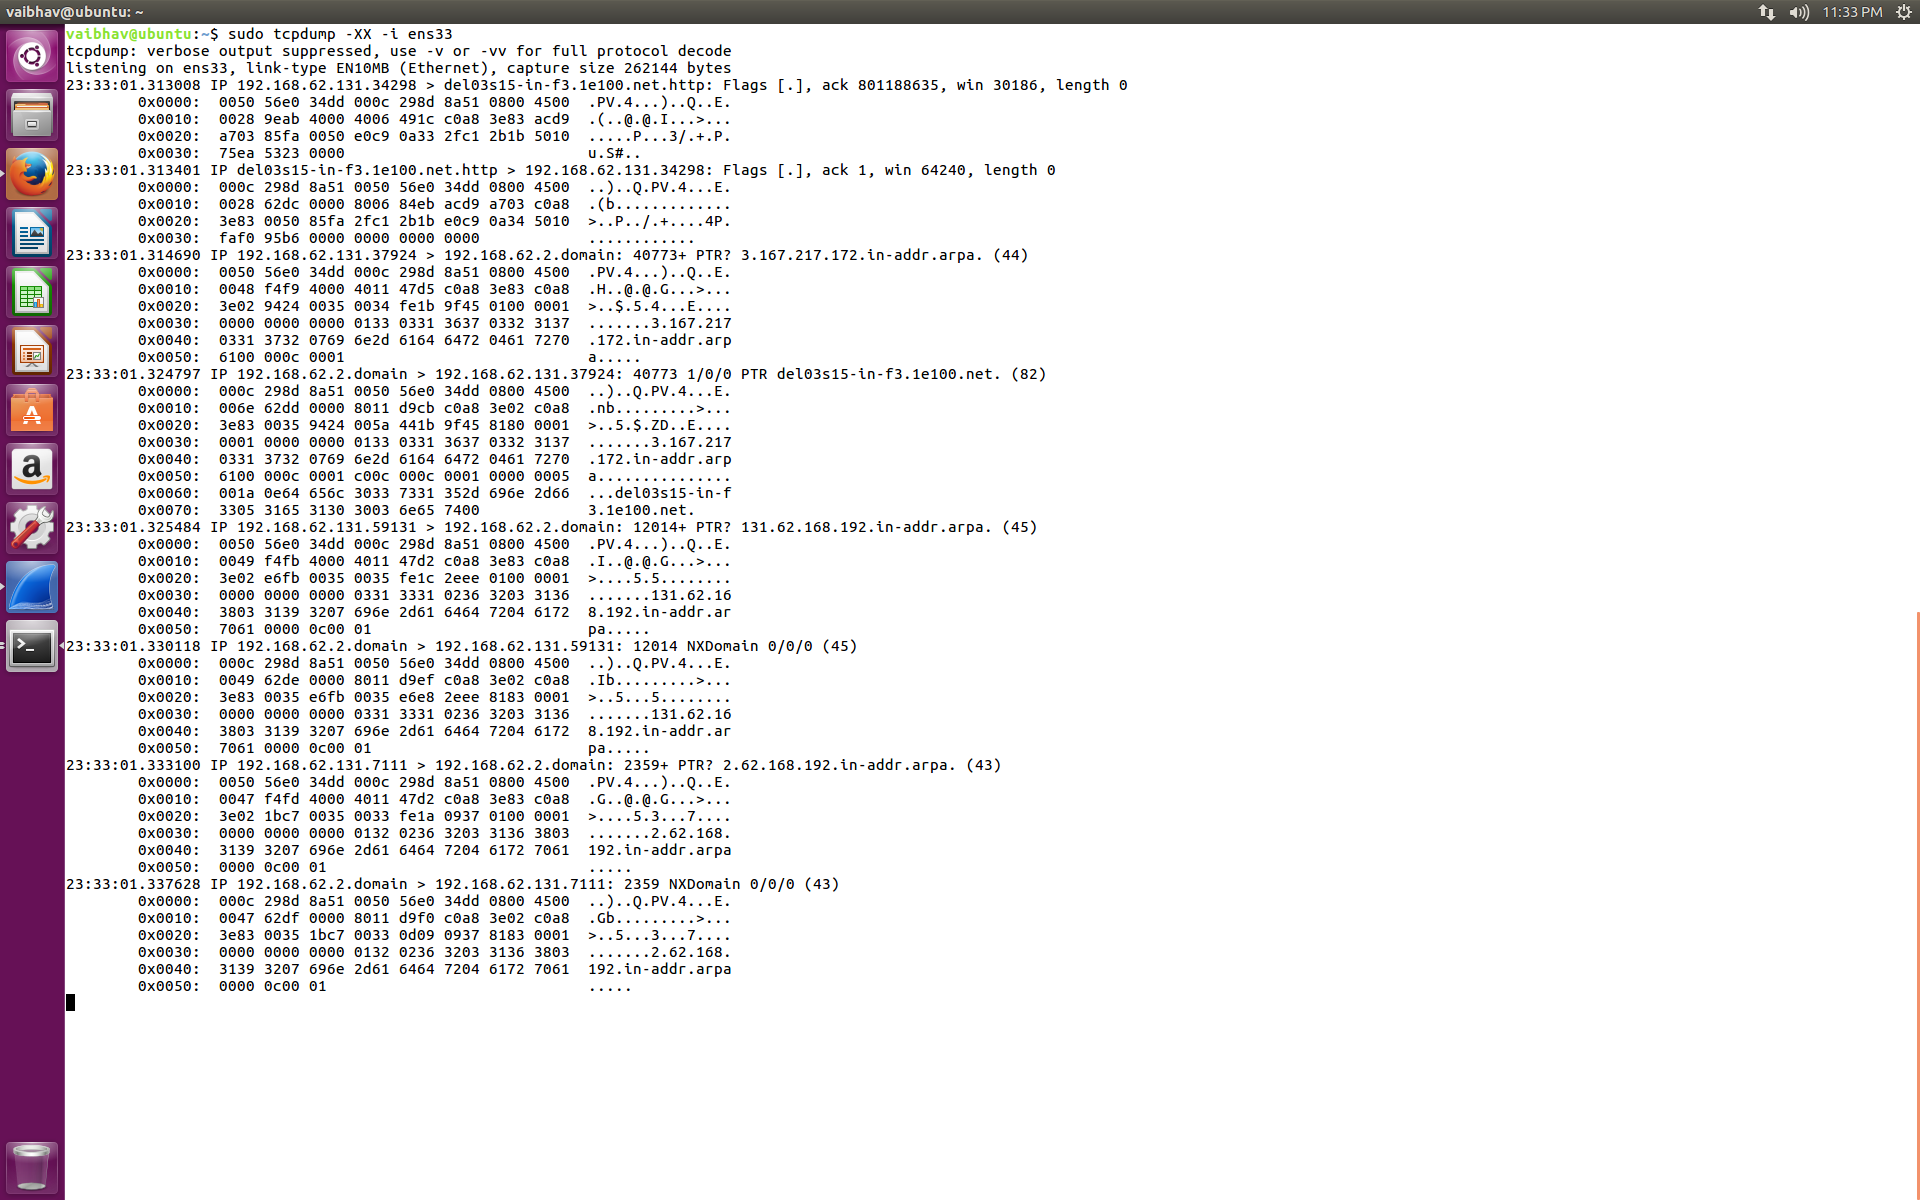 vaibhav@ubuntu: ~
11:33 PM
vaibhav@ubuntu:~$ sudo tcpdump -XX -i ens33
tcpdump: verbose output suppressed, use -v or -vv for full protocol decode
listening on ens33, link-type EN10MB (Ethernet), capture size 262144 bytes
23:33:01.313008 IP 192.168.62.131.34298 > del03s15-in-f3.1e100.net.http: Flags [.], ack 801188635, win 30186, length 0
0x0000:  0050 56e0 34dd 000c 298d 8a51 0800 4500  .PV.4...)..Q..E.
0x0010:  0028 9eab 4000 4006 491c c0a8 3e83 acd9  .(..@.@.I...>...
0x0020:  a703 85fa 0050 e0c9 0a33 2fc1 2b1b 5010  .....P...3/.+.P.
0x0030:  75ea 5323 0000                           u.S#..
23:33:01.313401 IP del03s15-in-f3.1e100.net.http > 192.168.62.131.34298: Flags [.], ack 1, win 64240, length 0
0x0000:  000c 298d 8a51 0050 56e0 34dd 0800 4500  ..)..Q.PV.4...E.
0x0010:  0028 62dc 0000 8006 84eb acd9 a703 c0a8  .(b.............
0x0020:  3e83 0050 85fa 2fc1 2b1b e0c9 0a34 5010  >..P../.+....4P.
0x0030:  faf0 95b6 0000 0000 0000 0000            ............
23:33:01.314690 IP 192.168.62.131.37924 > 192.168.62.2.domain: 40773+ PTR? 3.167.217.172.in-addr.arpa. (44)
0x0000:  0050 56e0 34dd 000c 298d 8a51 0800 4500  .PV.4...)..Q..E.
0x0010:  0048 f4f9 4000 4011 47d5 c0a8 3e83 c0a8  .H..@.@.G...>...
0x0020:  3e02 9424 0035 0034 fe1b 9f45 0100 0001  >..$.5.4...E....
0x0030:  0000 0000 0000 0133 0331 3637 0332 3137  .......3.167.217
0x0040:  0331 3732 0769 6e2d 6164 6472 0461 7270  .172.in-addr.arp
0x0050:  6100 000c 0001                           a.....
23:33:01.324797 IP 192.168.62.2.domain > 192.168.62.131.37924: 40773 1/0/0 PTR del03s15-in-f3.1e100.net. (82)
0x0000:  000c 298d 8a51 0050 56e0 34dd 0800 4500  ..)..Q.PV.4...E.
0x0010:  006e 62dd 0000 8011 d9cb c0a8 3e02 c0a8  .nb.........>...
0x0020:  3e83 0035 9424 005a 441b 9f45 8180 0001  >..5.$.ZD..E....
0x0030:  0001 0000 0000 0133 0331 3637 0332 3137  .......3.167.217
0x0040:  0331 3732 0769 6e2d 6164 6472 0461 7270  .172.in-addr.arp
0x0050:  6100 000c 0001 c00c 000c 0001 0000 0005  a...............
0x0060:  001a 0e64 656c 3033 7331 352d 696e 2d66  ...del03s15-in-f
0x0070:  3305 3165 3130 3003 6e65 7400            3.1e100.net.
23:33:01.325484 IP 192.168.62.131.59131 > 192.168.62.2.domain: 12014+ PTR? 131.62.168.192.in-addr.arpa. (45)
0x0000:  0050 56e0 34dd 000c 298d 8a51 0800 4500  .PV.4...)..Q..E.
0x0010:  0049 f4fb 4000 4011 47d2 c0a8 3e83 c0a8  .I..@.@.G...>...
0x0020:  3e02 e6fb 0035 0035 fe1c 2eee 0100 0001  >....5.5........
0x0030:  0000 0000 0000 0331 3331 0236 3203 3136  .......131.62.16
0x0040:  3803 3139 3207 696e 2d61 6464 7204 6172  8.192.in-addr.ar
0x0050:  7061 0000 0c00 01                        pa.....
23:33:01.330118 IP 192.168.62.2.domain > 192.168.62.131.59131: 12014 NXDomain 0/0/0 (45)
0x0000:  000c 298d 8a51 0050 56e0 34dd 0800 4500  ..)..Q.PV.4...E.
0x0010:  0049 62de 0000 8011 d9ef c0a8 3e02 c0a8  .Ib.........>...
0x0020:  3e83 0035 e6fb 0035 e6e8 2eee 8183 0001  >..5...5........
0x0030:  0000 0000 0000 0331 3331 0236 3203 3136  .......131.62.16
0x0040:  3803 3139 3207 696e 2d61 6464 7204 6172  8.192.in-addr.ar
0x0050:  7061 0000 0c00 01                        pa.....
23:33:01.333100 IP 192.168.62.131.7111 > 192.168.62.2.domain: 2359+ PTR? 2.62.168.192.in-addr.arpa. (43)
0x0000:  0050 56e0 34dd 000c 298d 8a51 0800 4500  .PV.4...)..Q..E.
0x0010:  0047 f4fd 4000 4011 47d2 c0a8 3e83 c0a8  .G..@.@.G...>...
0x0020:  3e02 1bc7 0035 0033 fe1a 0937 0100 0001  >....5.3...7....
0x0030:  0000 0000 0000 0132 0236 3203 3136 3803  .......2.62.168.
0x0040:  3139 3207 696e 2d61 6464 7204 6172 7061  192.in-addr.arpa
0x0050:  0000 0c00 01                             .....
23:33:01.337628 IP 192.168.62.2.domain > 192.168.62.131.7111: 2359 NXDomain 0/0/0 (43)
0x0000:  000c 298d 8a51 0050 56e0 34dd 0800 4500  ..)..Q.PV.4...E.
0x0010:  0047 62df 0000 8011 d9f0 c0a8 3e02 c0a8  .Gb.........>...
0x0020:  3e83 0035 1bc7 0033 0d09 0937 8183 0001  >..5...3...7....
0x0030:  0000 0000 0000 0132 0236 3203 3136 3803  .......2.62.168.
0x0040:  3139 3207 696e 2d61 6464 7204 6172 7061  192.in-addr.arpa
0x0050:  0000 0c00 01                             .....